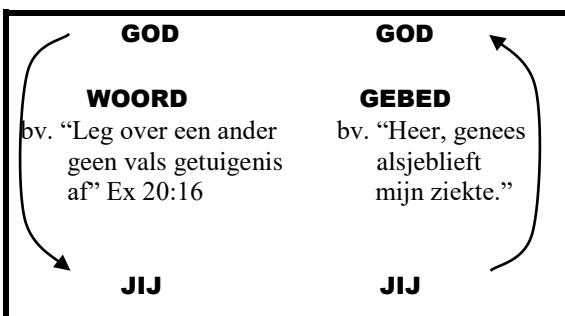 GOD GOD
WOORD GEBED
bv. “Leg over een ander bv. “Heer, genees
geen vals getuigenis alsjeblieft
af” Ex 20:16 mijn ziekte.”
JIJ JIJ